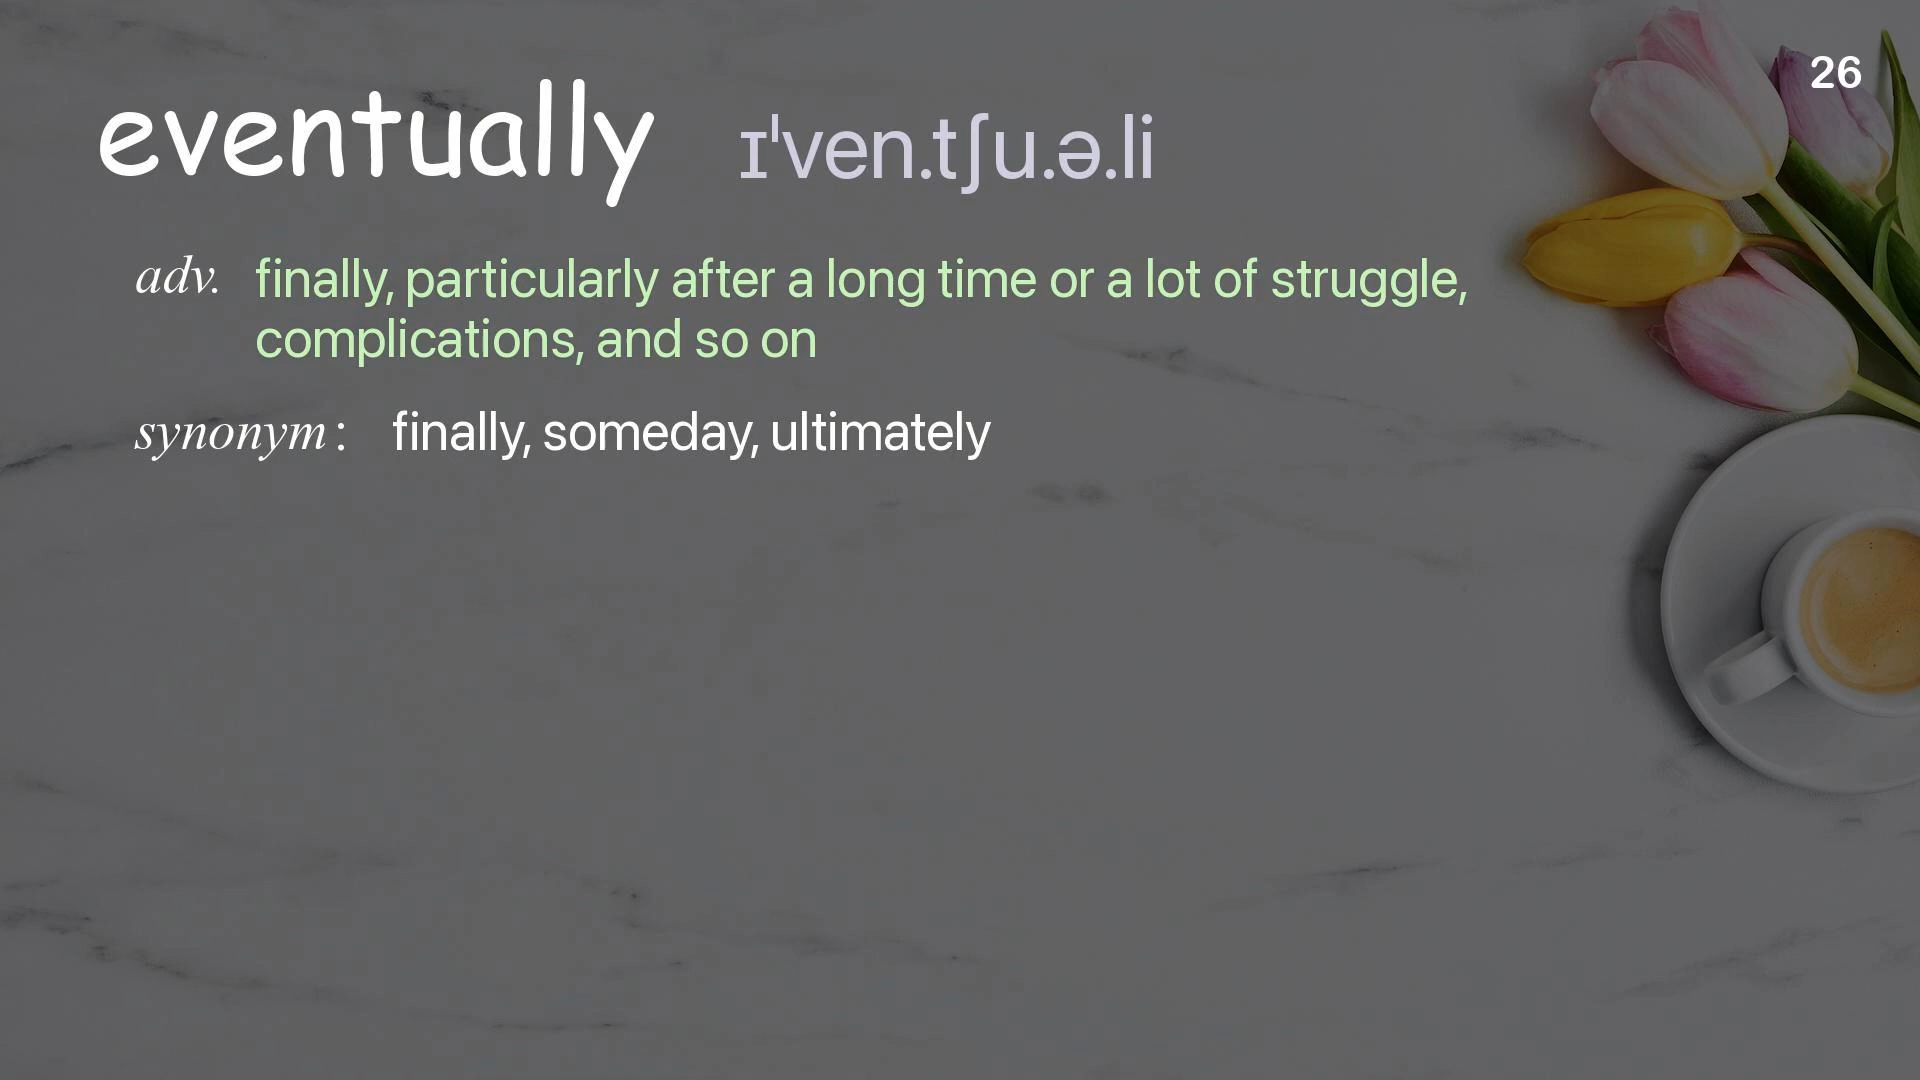 26
eventually ɪˈven.tʃu.ə.li
adv. finally, particularly after a long time or a lot of struggle,
complications, and so on
synonym : finally, someday, ultimately